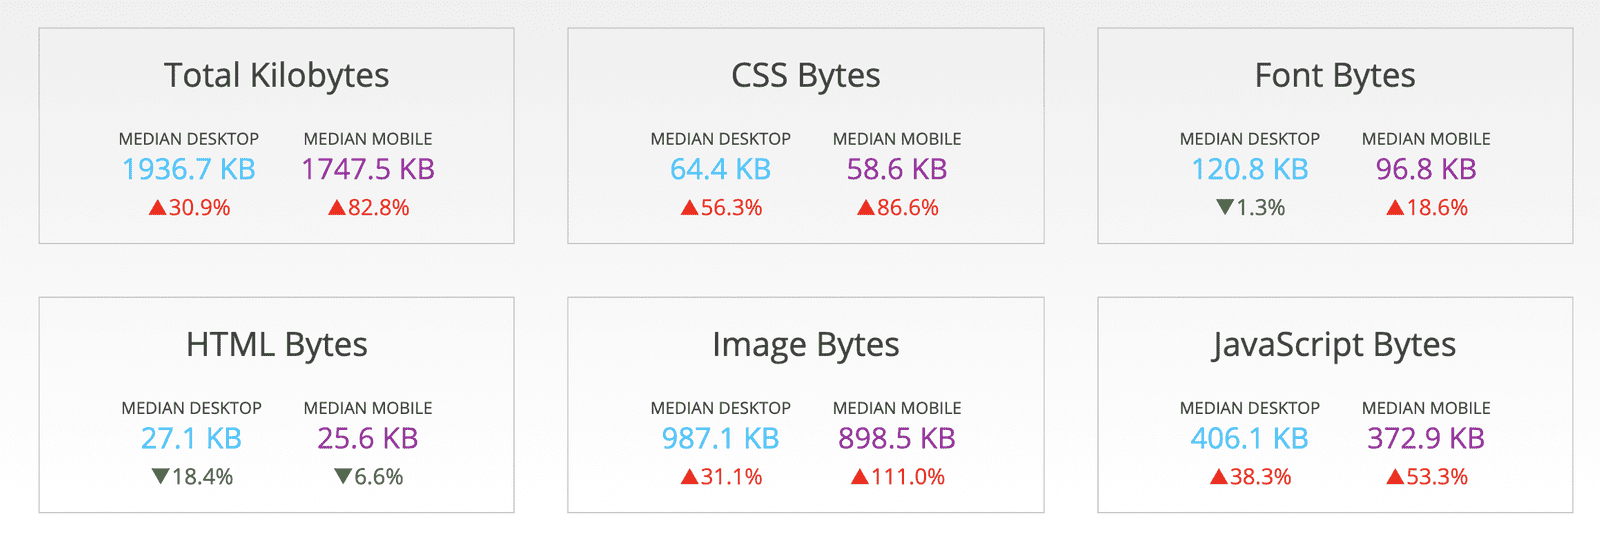 Total Kilobytes
MEDIAN DESKTOP MEDIAN MOBILE
1936.7 KB 1747.5 KB
▲30.9% ▲82.8%
CSS Bytes
MEDIAN DESKTOP MEDIAN MOBILE
64.4 KB 58.6 KB
▲56.3% ▲86.6%
Font Bytes
MEDIAN DESKTOP MEDIAN MOBILE
120.8 KB 96.8 KB
▼1.3% ▲18.6%
HTML Bytes
MEDIAN DESKTOP MEDIAN MOBILE
27.1 KB 25.6 KB
▼18.4% ▼6.6%
Image Bytes
MEDIAN DESKTOP MEDIAN MOBILE
987.1 KB 898.5 KB
▲31.1% ▲111.0%
JavaScript Bytes
MEDIAN DESKTOP MEDIAN MOBILE
406.1 KB 372.9 KB
▲38.3% ▲53.3%